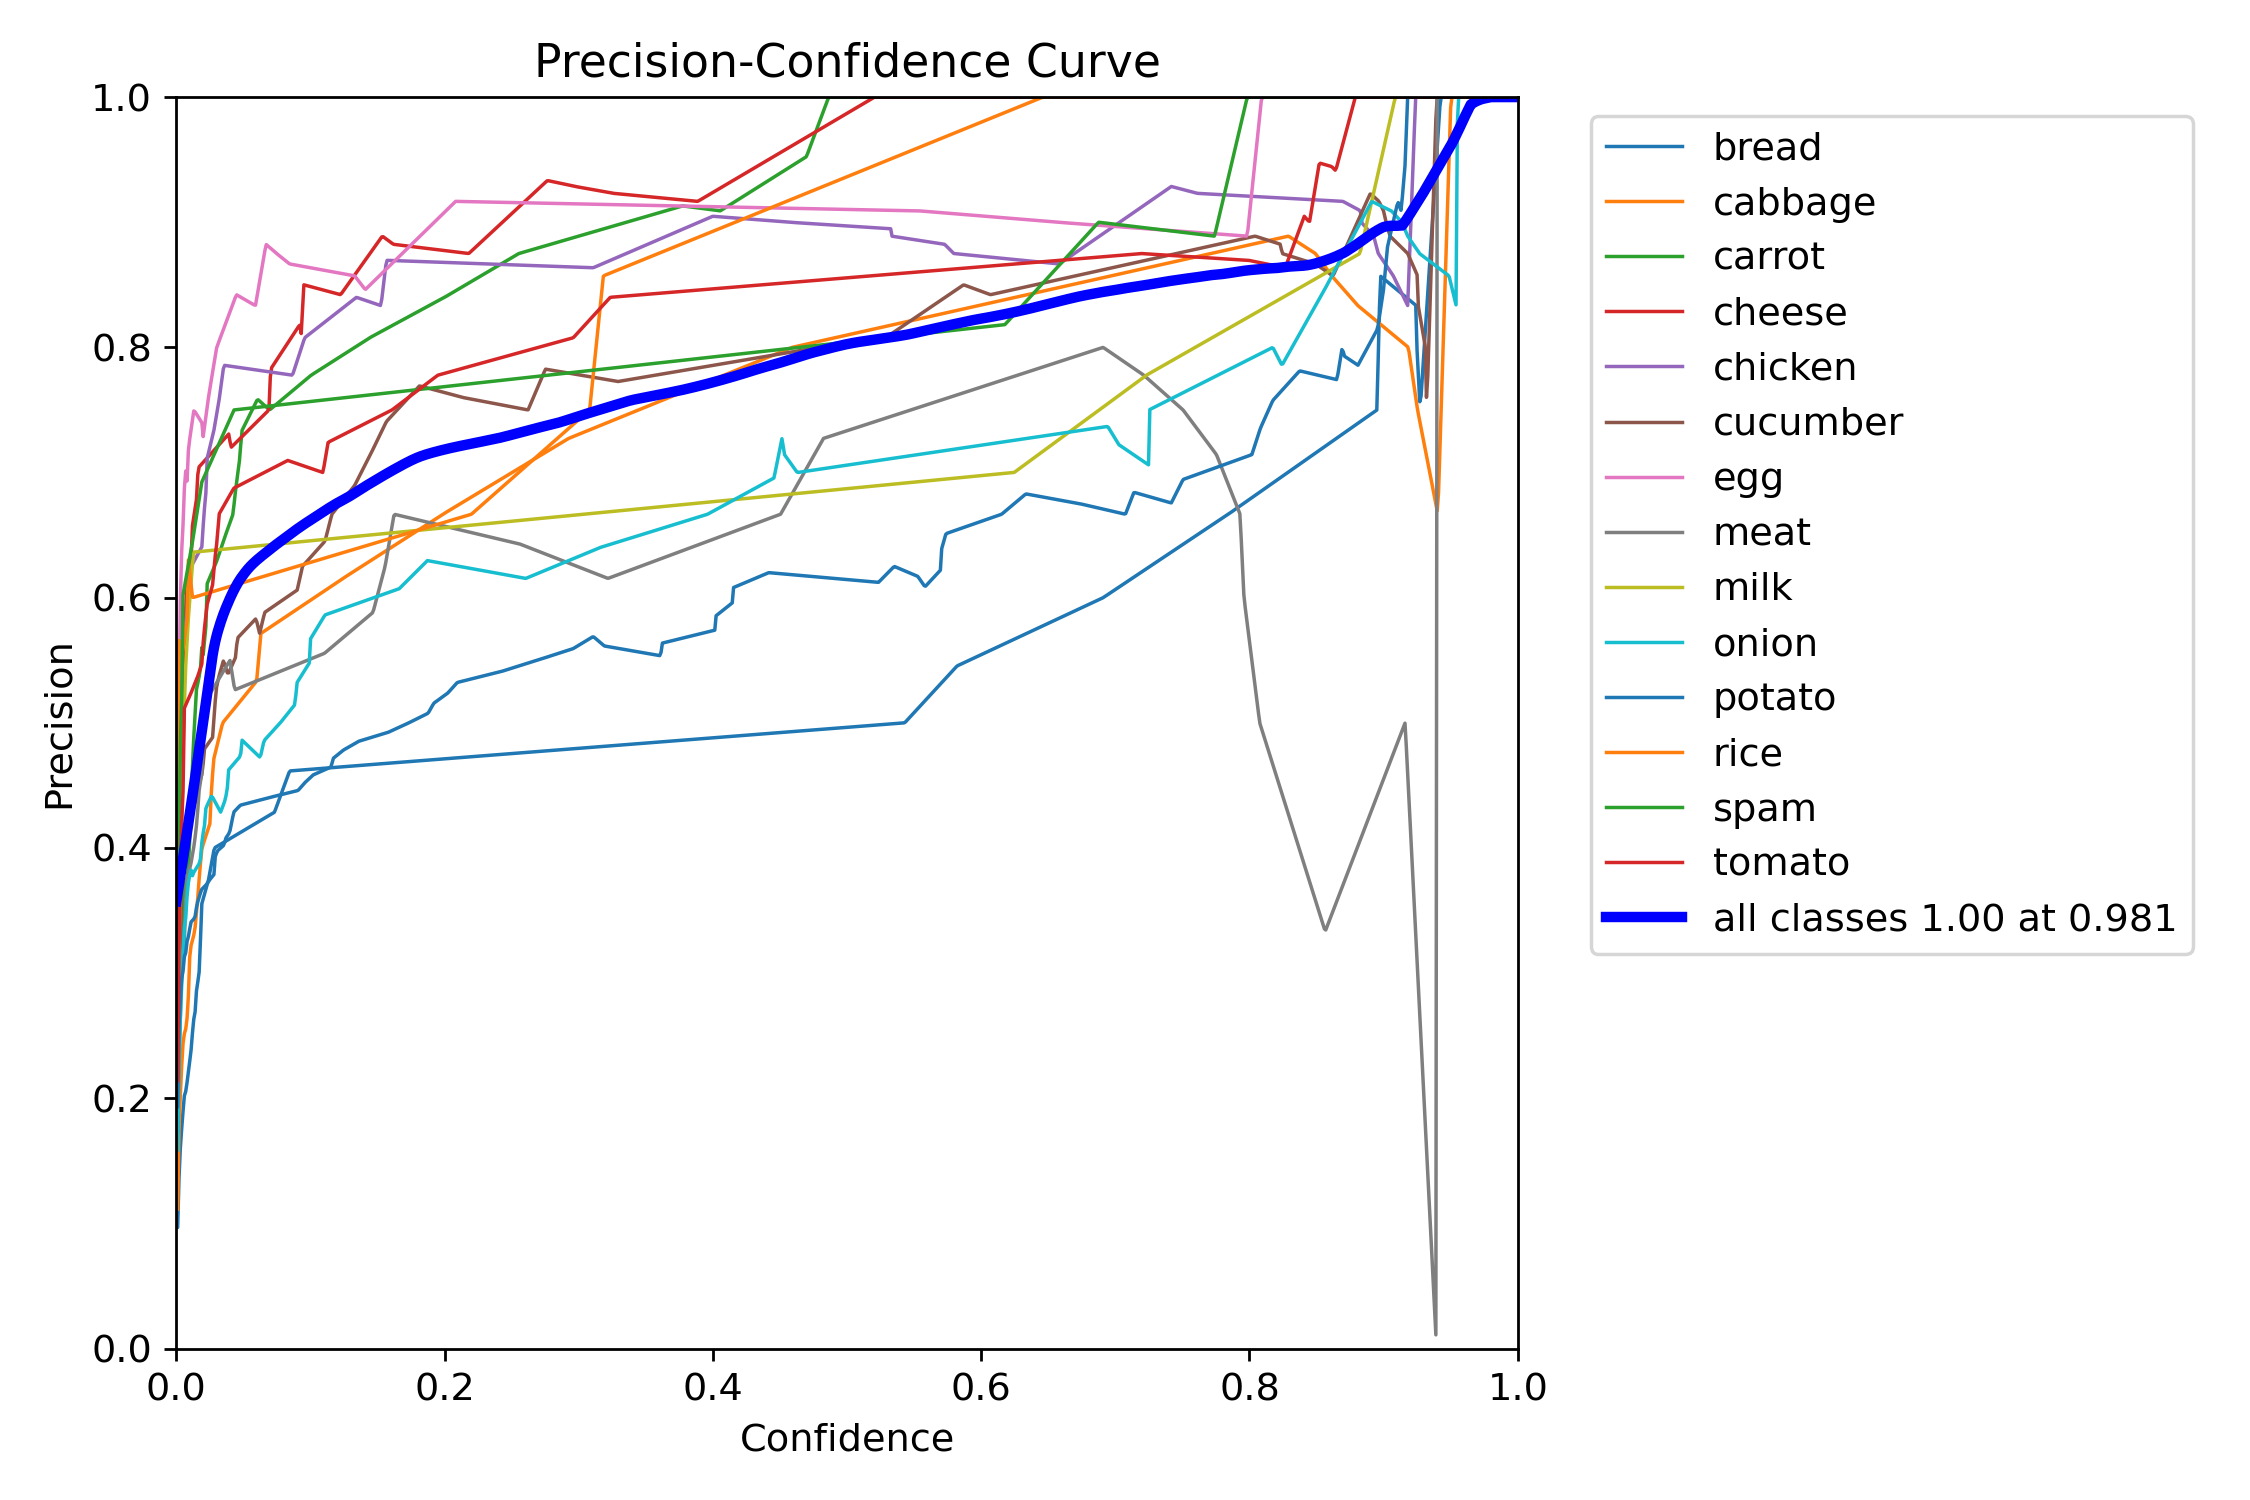 Precision-Confidence Curve
1.0
0.8
0.6
0.4
0.2
0.0
Precision
0.0 0.2 0.4 0.6 0.8 1.0
Confidence
bread
cabbage
carrot
cheese
chicken
cucumber
egg
meat
milk
onion
potato
rice
spam
tomato
all classes 1.00 at 0.981